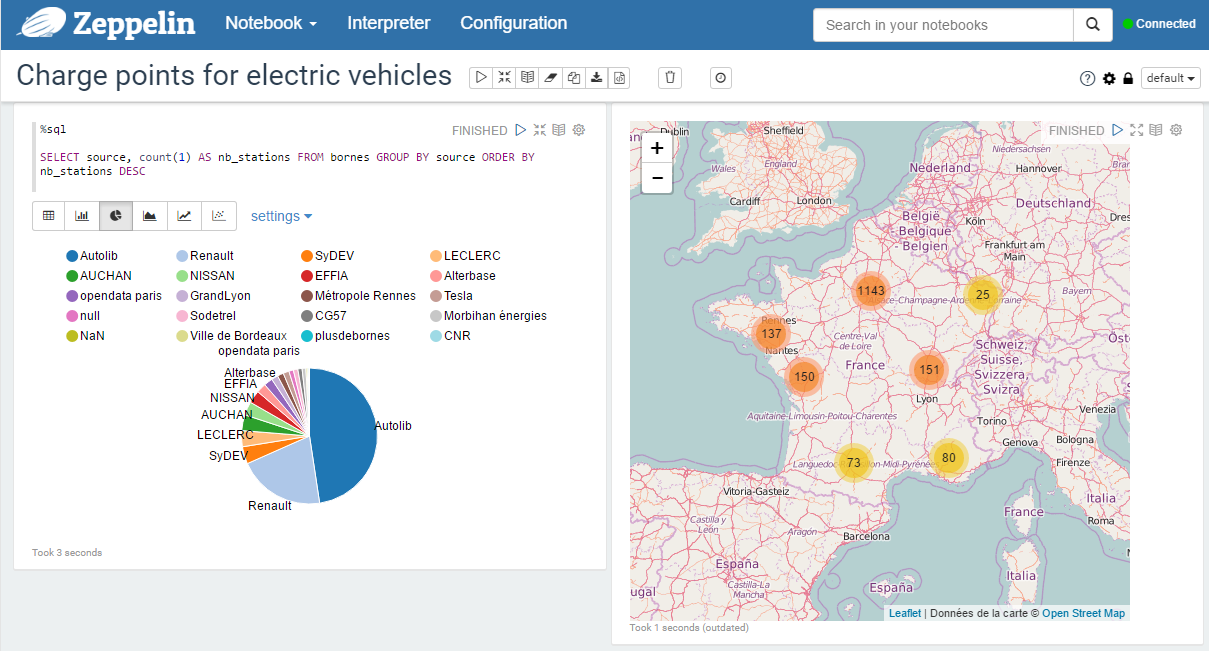 Zeppelin
Notebook
Interpreter
Configuration
Search in your notebooks
Connected
Charge points for electric vehicles
default
%sql
FINISHED
SELECT source, count(1) AS nb_stations FROM bornes GROUP BY source ORDER BY
nb_stations DESC
settings
Autolib
Renault
SyDEV
LECLERC
AUCHAN
NISSAN
EFFIA
Alterbase
opendata paris
GrandLyon
Métropole Rennes
Tesla
null
Sodetrel
CG57
Morbihan énergies
NaN
Ville de Bordeaux
plusdebornes
CNR
opendata paris
Alterbase
EFFIA
NISSAN
AUCHAN
LECLERC
SyDEV
Autolib
Renault
Took 3 seconds
FINISHED
+
−
Dublin
Sheffield
Wales
England
Cardiff
London
Niedersachsen
Nederland
Hannover
België
Belgique
Belgien
Köln
Deutschland
Dres
Frankfurt am
Main
Bayern
1143
25
137
Rennes
Nantes
150
151
Centre-Val
de Loire
France
Lyon
Schweiz,
Suisse,
Svizzera,
Svizra
Öst
Aquitaine-Limousin-Poitou-Charentes
Torino
Venezia
Genova
Bologna
Firenze
73
80
Vitoria-Gasteiz
Castilla y
León
Aragón
Barcelona
France
Italia
Roma
España
Castilla-La
Mancha
España
Italia
ugal
Leaflet | Données de la carte © Open Street Map
Took 1 seconds (outdated)